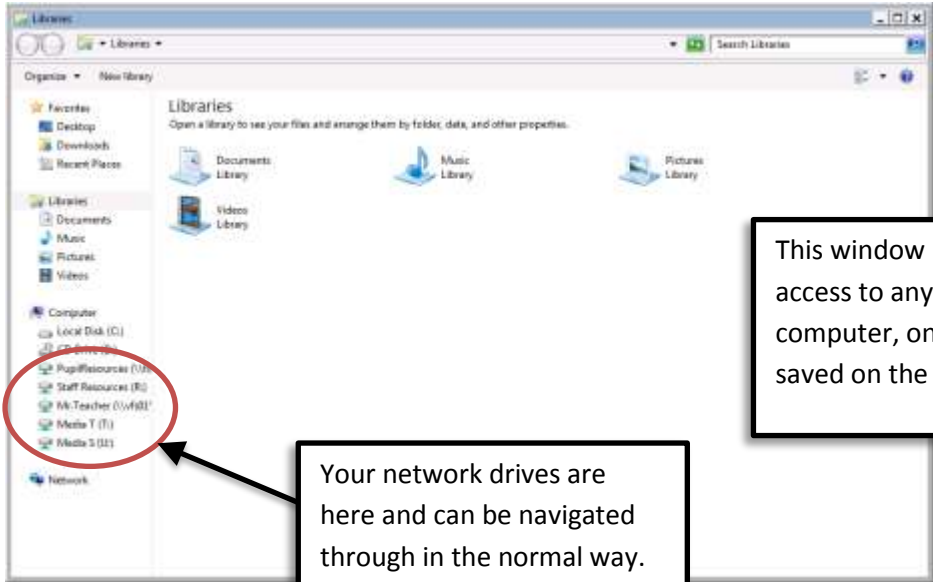 Libraries
Libraries
Search Libraries
Organize
New library
Favorites
Desktop
Downloads
Recent Places
Libraries
Documents
Music
Pictures
Videos
Computer
Local Disk (C:)
Staff Resources (R:)
Media T (T:)
Network
Libraries
Open a library to see your files and arrange them by folder, date, and other properties.
Documents
Library
Music
Library
Pictures
Library
Videos
Library
This window
access to any
computer, on
saved on the
Your network drives are
here and can be navigated
through in the normal way.